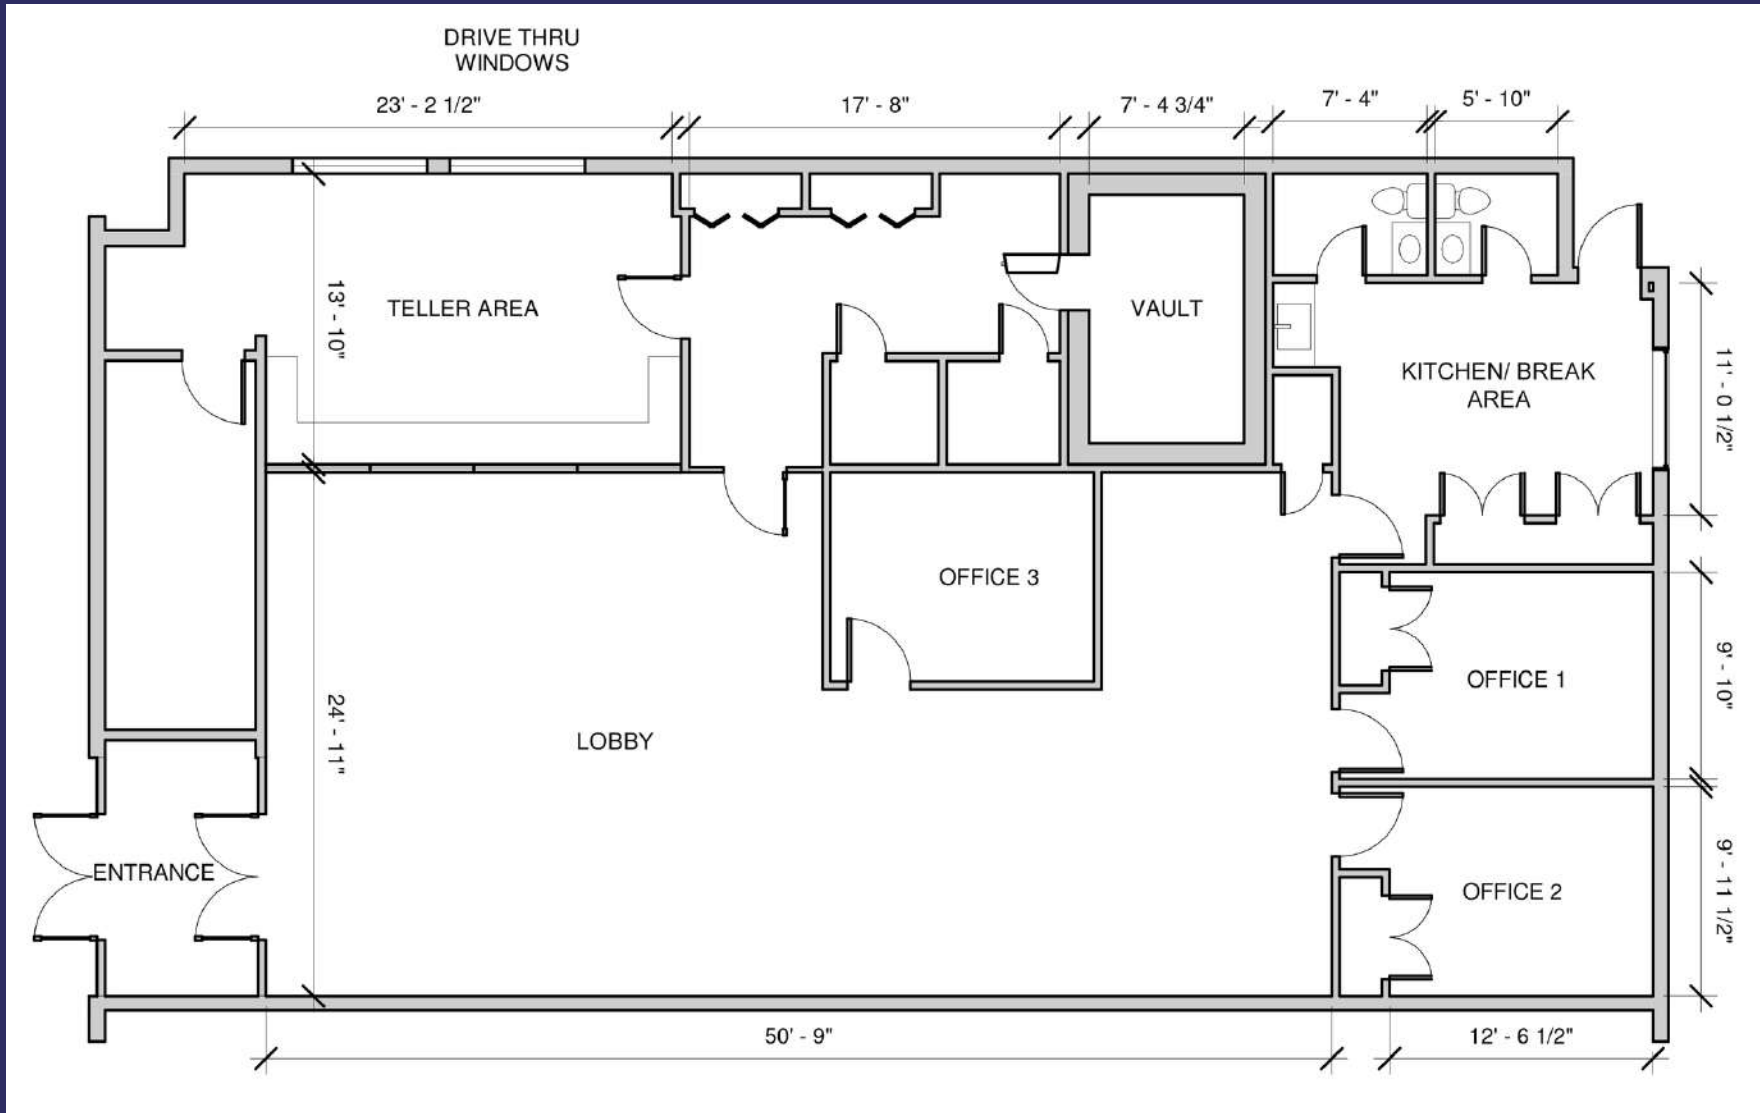 DRIVE THRU
WINDOWS
23' - 2 1/2"
17' - 8"
7' - 4 3/4"
7' - 4"
5' - 10"
13' - 10"
TELLER AREA
VAULT
KITCHEN/ BREAK
AREA
11' - 0 1/2"
OFFICE 3
OFFICE 1
9' - 10"
24' - 11"
LOBBY
ENTRANCE
OFFICE 2
9' - 11 1/2"
50' - 9"
12' - 6 1/2"